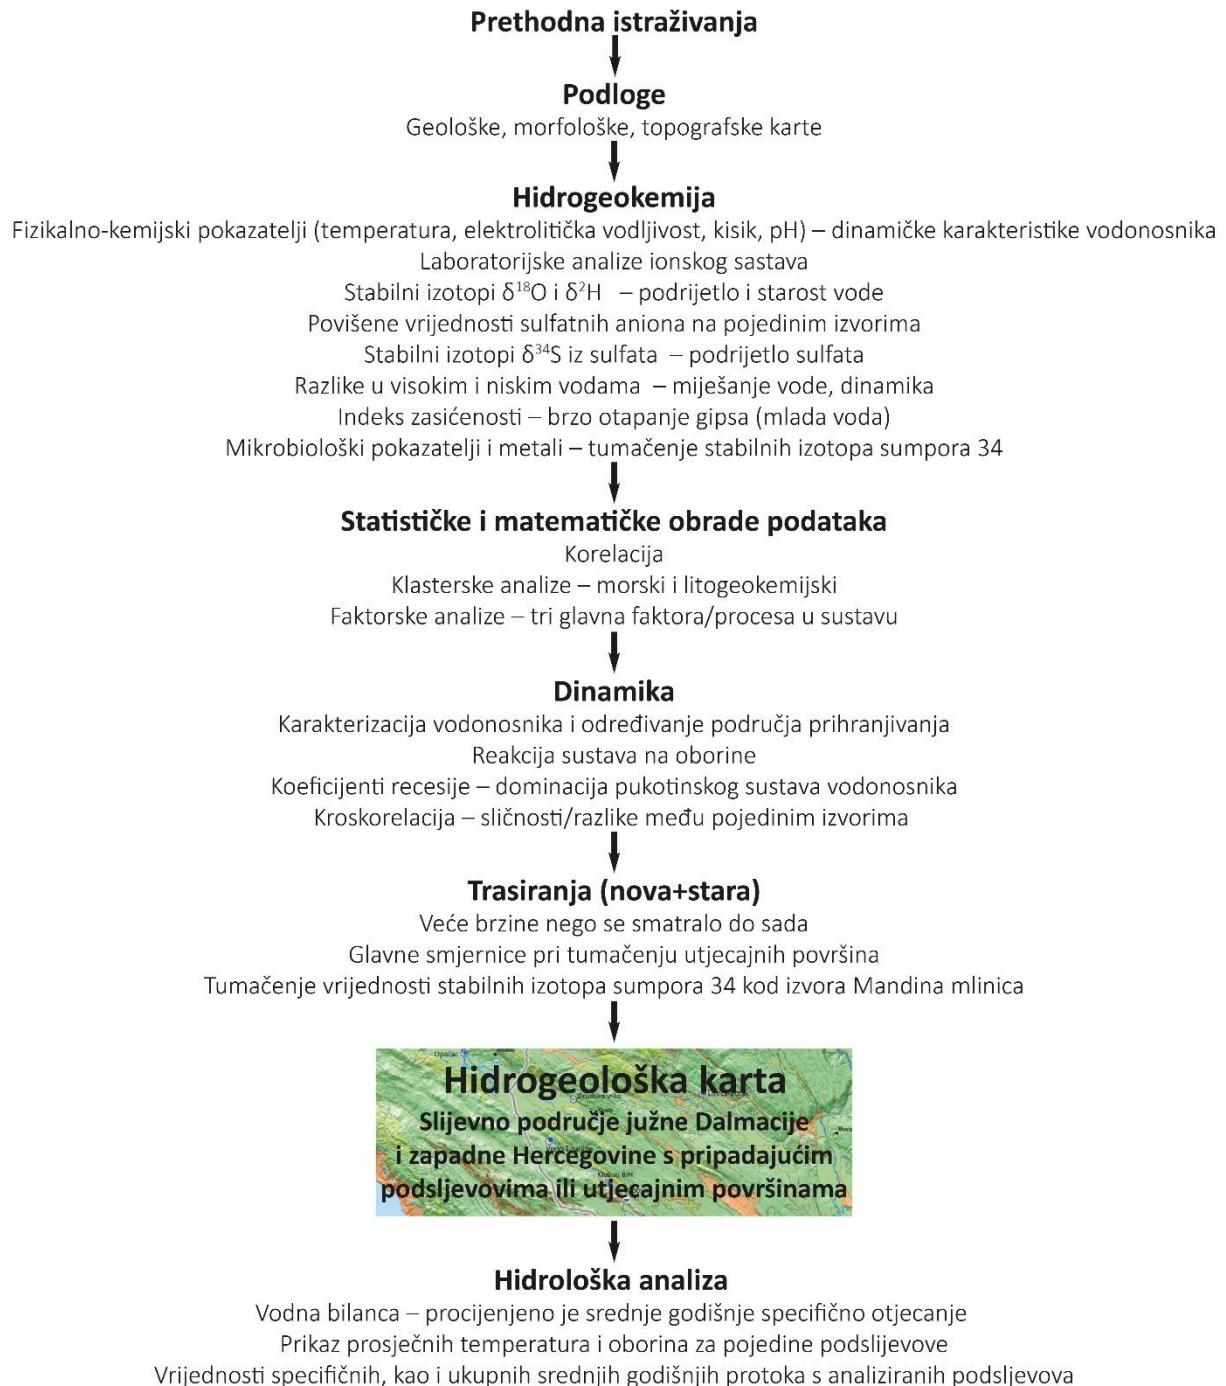 Prethodna istraživanja
Podloge
Geološke, morfološke, topografske karte
Hidrogeokemija
Fizikalno-kemijski pokazatelji (temperatura, elektrolitička vodljivost, kisik, pH) – dinamičke karakteristike vodonosnika
Laboratorijske analize ionskog sastava
Stabilni izotopi δ¹⁸O i δ²H – podrijetlo i starost vode
Povišene vrijednosti sulfatnih aniona na pojedinim izvorima
Stabilni izotopi δ³⁴S iz sulfata – podrijetlo sulfata
Razlike u visokim i niskim vodama – miješanje vode, dinamika
Indeks zasićenosti – brzo otapanje gipsa (mlada voda)
Mikrobiološki pokazatelji i metali – tumačenje stabilnih izotopa sumpora 34
Statističke i matematičke obrade podataka
Korelacija
Klasterske analize – morski i litogeokemijski
Faktorske analize – tri glavna faktora/procesa u sustavu
Dinamika
Karakterizacija vodonosnika i određivanje područja prihranjivanja
Reakcija sustava na oborine
Koeficijenti recesije – dominacija pukotinskog sustava vodonosnika
Kroskorelacija – sličnosti/razlike među pojedinim izvorima
Trasiranja (nova+stara)
Veće brzine nego se smatralo do sada
Glavne smjernice pri tumačenju utjecajnih površina
Tumačenje vrijednosti stabilnih izotopa sumpora 34 kod izvora Mandina mlinica
Opačac
Hidrogeološka karta
Grudsko vrilo
Slijevno područje južne Dalmacije
i zapadne Hercegovine s pripadajućim
podsljevovima ili utjecajnim površinama
Hidrološka analiza
Vodna bilanca – procijenjeno je srednje godišnje specifično otjecanje
Prikaz prosječnih temperatura i oborina za pojedine podslijevove
Vrijednosti specifičnih, kao i ukupnih srednjih godišnjih protoka s analiziranih podsljevova